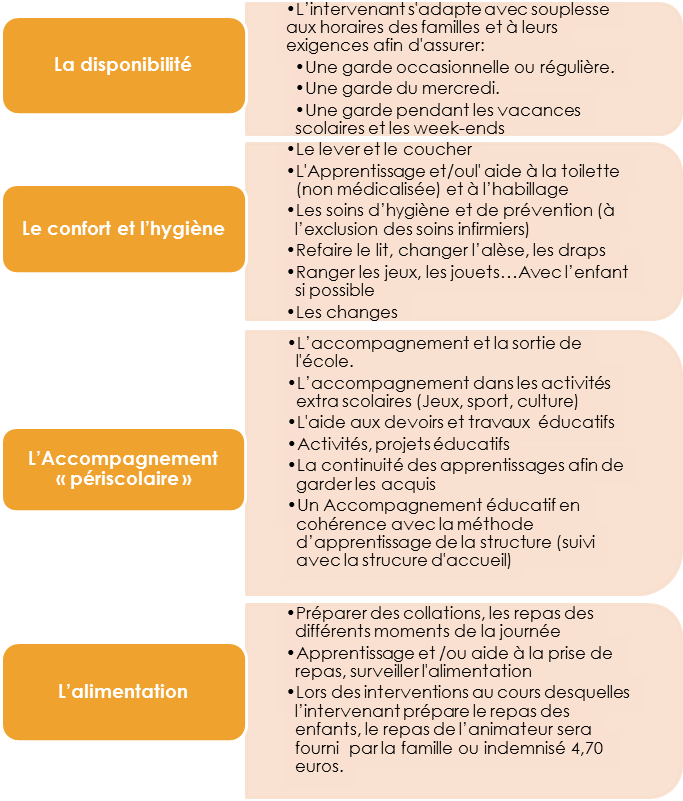 La disponibilité
•L'intervenant s'adapte avec souplesse
aux horaires des familles et à leurs
exigences afin d'assurer:
•Une garde occasionnelle ou régulière.
•Une garde du mercredi.
•Une garde pendant les vacances
scolaires et les week-ends
Le confort et l'hygiène
•Le lever et le coucher
•L'Apprentissage et/oul' aide à la toilette
(non médicalisée) et à l'habillage
•Les soins d'hygiène et de prévention (à
l'exclusion des soins infirmiers)
•Refaire le lit, changer l'alèse, les draps
•Ranger les jeux, les jouets...Avec l'enfant
si possible
•Les changes
L'Accompagnement
« périscolaire »
•L'accompagnement et la sortie de
l'école.
•L'accompagnement dans les activités
extra scolaires (Jeux, sport, culture)
•L'aide aux devoirs et travaux éducatifs
•Activités, projets éducatifs
•La continuité des apprentissages afin de
garder les acquis
•Un Accompagnement éducatif en
cohérence avec la méthode
d'apprentissage de la structure (suivi
avec la strucure d'accueil)
L'alimentation
•Préparer des collations, les repas des
différents moments de la journée
•Apprentissage et /ou aide à la prise de
repas, surveiller l'alimentation
•Lors des interventions au cours desquelles
l'intervenant prépare le repas des
enfants, le repas de l'animateur sera
fourni par la famille ou indemnisé 4,70
euros.